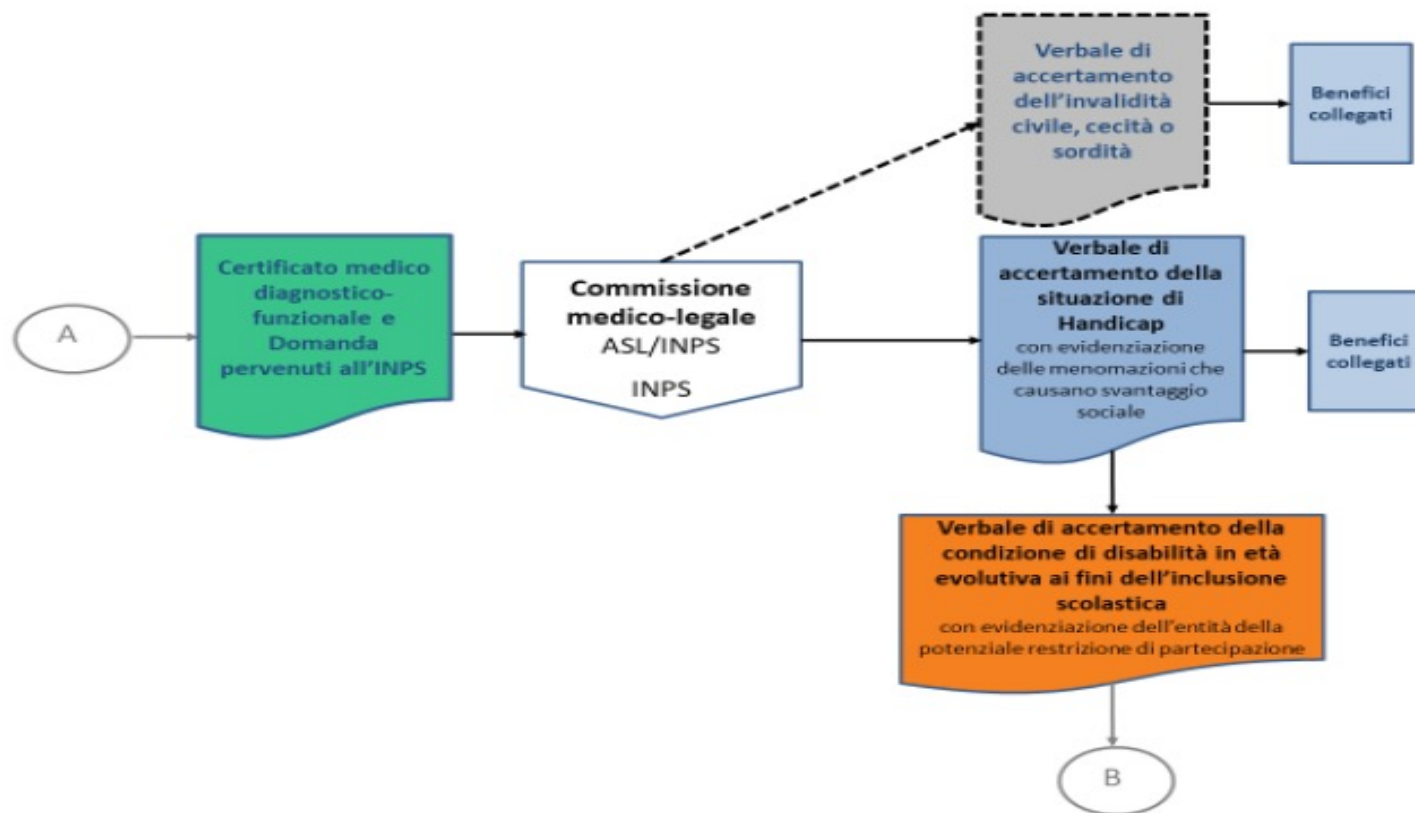 Verbale di
accertamento
dell'invalidità
civile, cecità o
sordità
Benefici
collegati
A
Certificato medico
diagnostico-
funzionale e
Domanda
pervenuti all'INPS
Commissione
medico-legale
ASL/INPS
INPS
Verbale di
accertamento della
situazione di
Handicap
con evidenziazione
delle menomazioni che
causano svantaggio
sociale
Benefici
collegati
Verbale di accertamento della
condizione di disabilità in età
evolutiva ai fini dell'inclusione
scolastica
con evidenziazione dell'entità della
potenziale restrizione di partecipazione
B